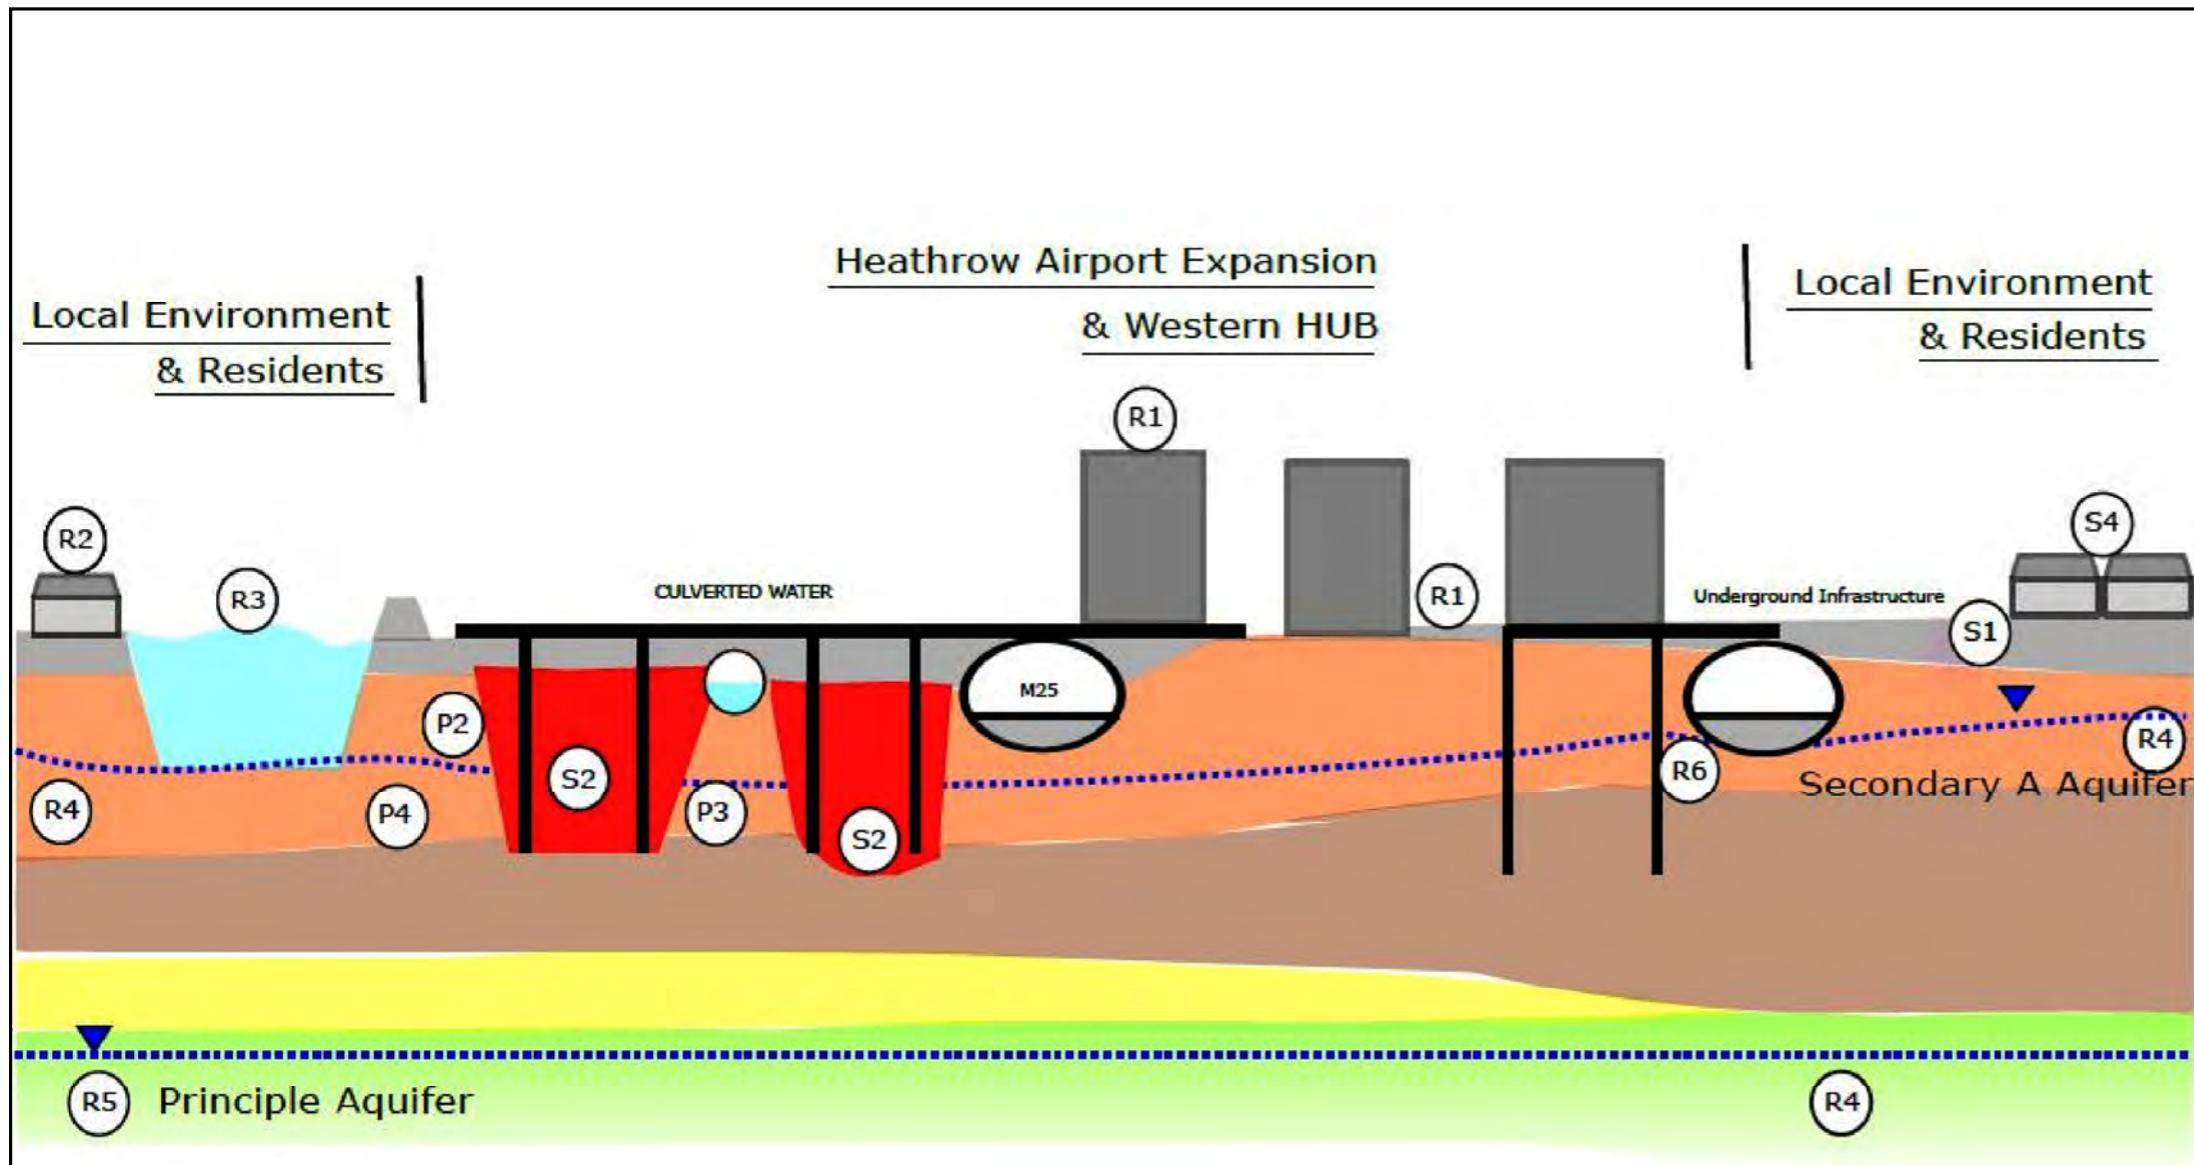 Heathrow Airport Expansion
& Western HUB
Local Environment
& Residents
Local Environment
& Residents
R1
R2
S4
R3
CULVERTED WATER
R1
Underground Infrastructure
S1
M25
P2
R4
R6
S2
Secondary A Aquifer
R4
P4
P3
S2
R5
Principle Aquifer
R4